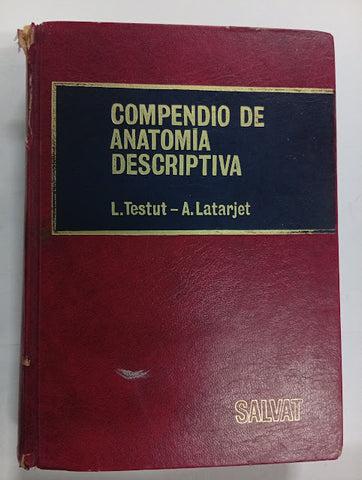 COMPENDIO DE
ANATOMÍA
DESCRIPTIVA
L.Testut - A.Latarjet
SALVAT